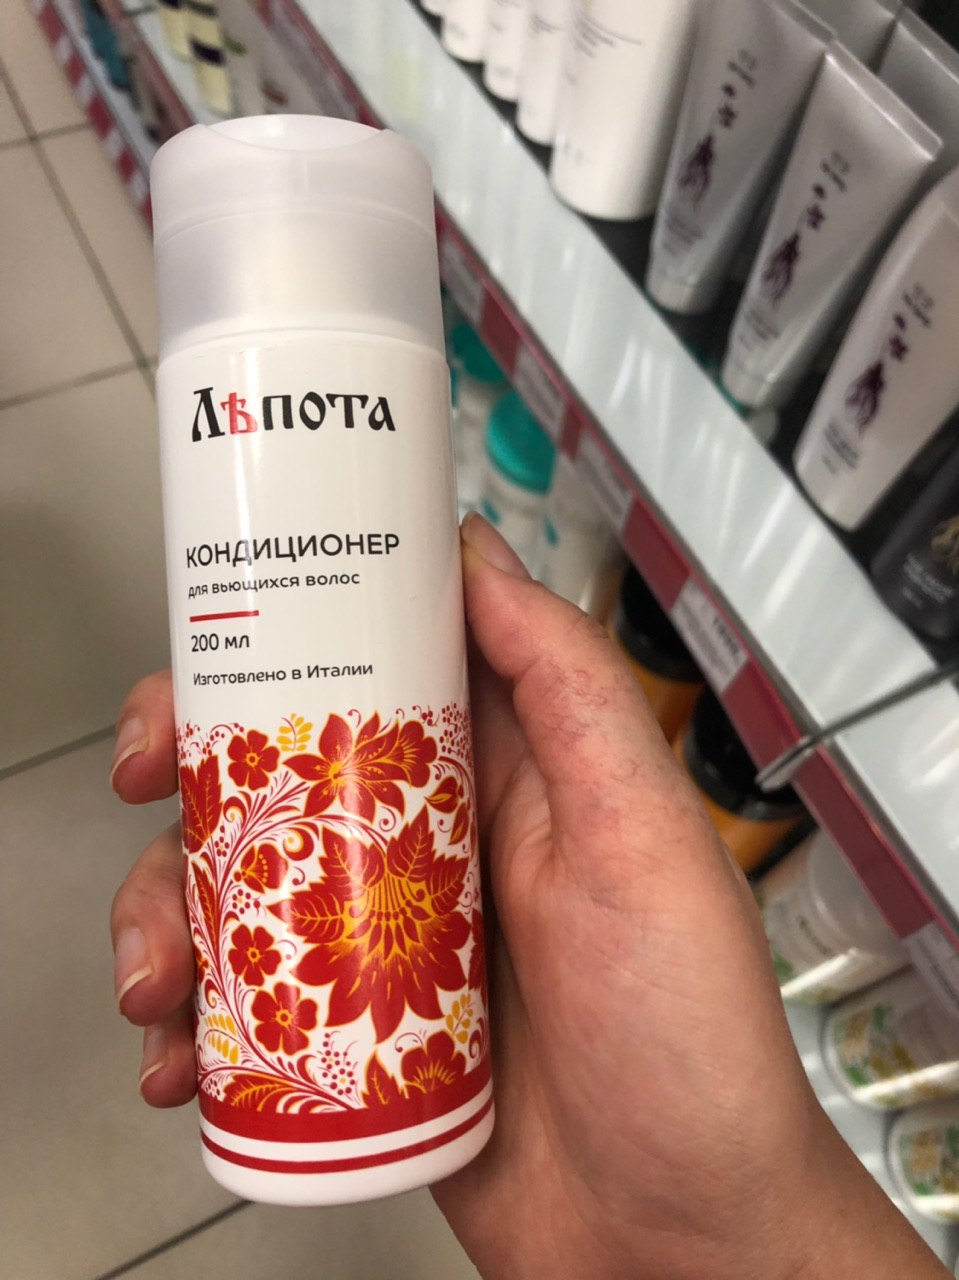 Лѣпота
КОНДИЦИОНЕР
для вьющихся волос
200 мл
Изготовлено в Италии